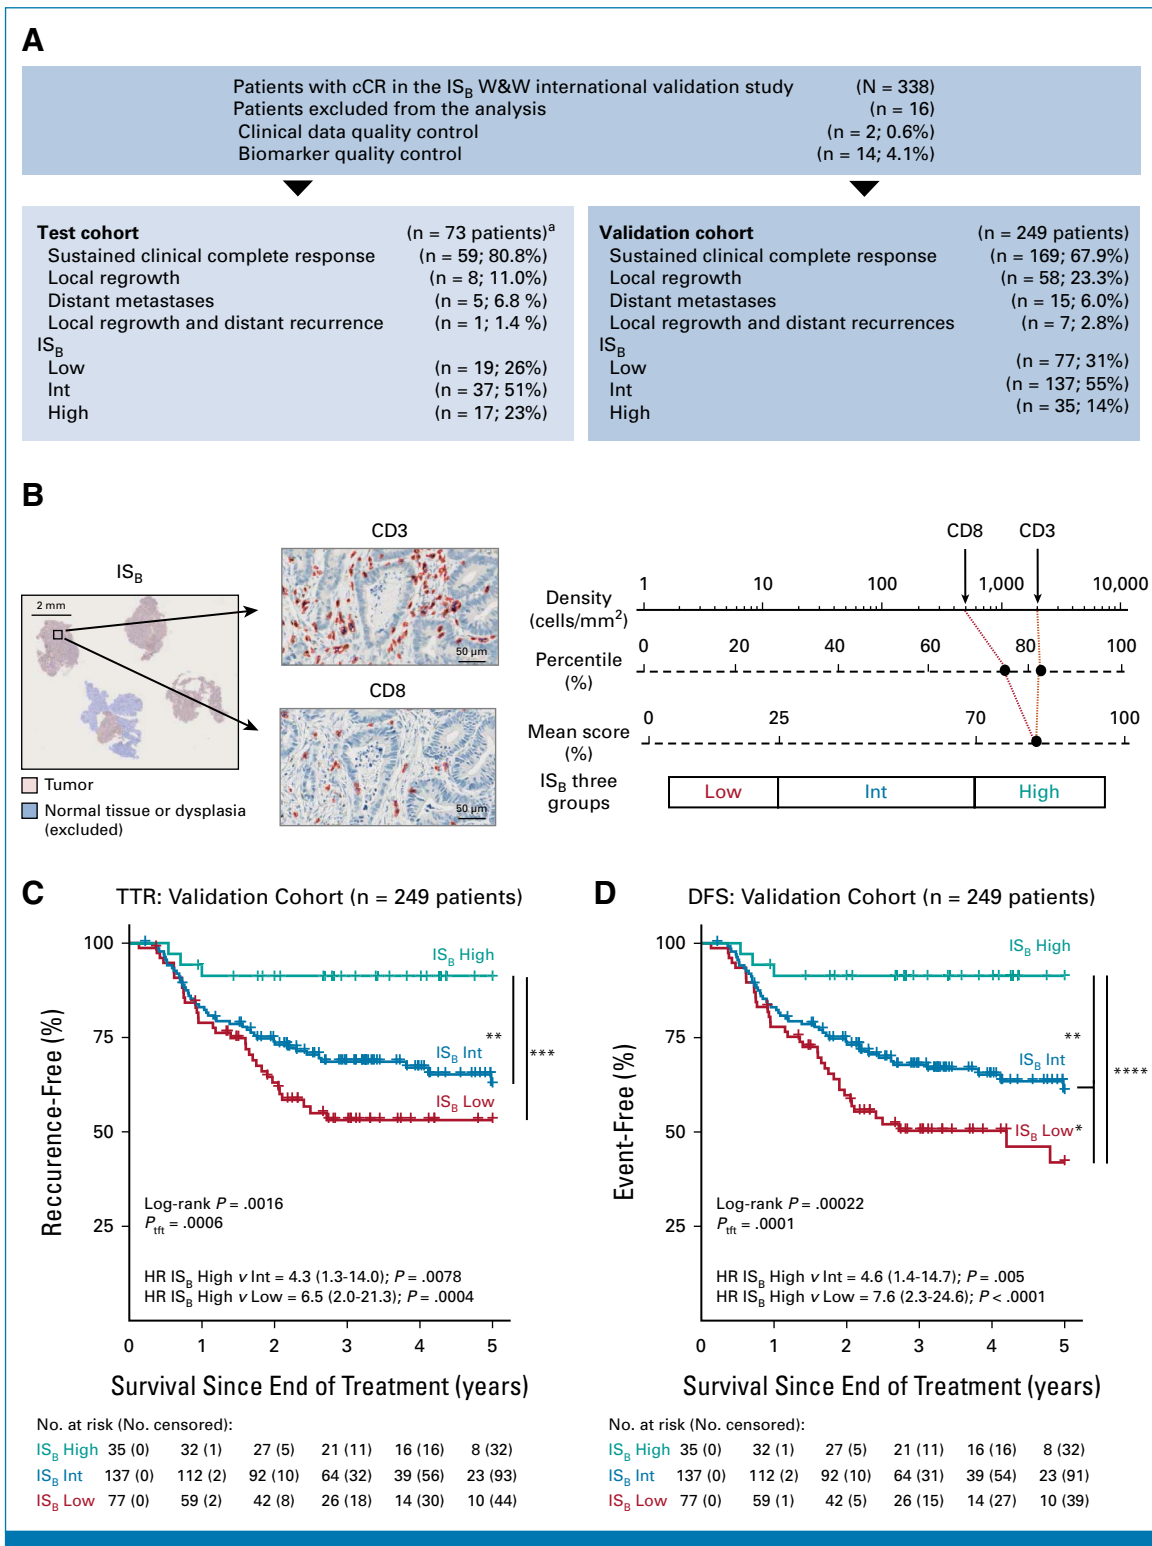 A
Patients with cCR in the ISB W&W international validation study (N = 338)
Patients excluded from the analysis (n = 16)
Clinical data quality control (n = 2; 0.6%)
Biomarker quality control (n = 14; 4.1%)
Test cohort (n = 73 patients)a
Sustained clinical complete response (n = 59; 80.8%)
Local regrowth (n = 8; 11.0%)
Distant metastases (n = 5; 6.8 %)
Local regrowth and distant recurrence (n = 1; 1.4 %)
ISB
Low (n = 19; 26%)
Int (n = 37; 51%)
High (n = 17; 23%)
Validation cohort (n = 249 patients)
Sustained clinical complete response (n = 169; 67.9%)
Local regrowth (n = 58; 23.3%)
Distant metastases (n = 15; 6.0%)
Local regrowth and distant recurrences (n = 7; 2.8%)
ISB
Low (n = 77; 31%)
Int (n = 137; 55%)
High (n = 35; 14%)
B
ISB
2 mm
Tumor
Normal tissue or dysplasia
(excluded)
CD3
50 µm
CD8
50 µm
CD8 CD3
1 10 100 1,000 10,000
Density
(cells/mm2)
0 20 40 60 80 100
Percentile
(%)
0 25 70 100
Mean score
(%)
ISB three
groups
Low Int High
C
TTR: Validation Cohort (n = 249 patients)
Reccurence-Free (%)
100
75
50
25
ISB High
ISB Int
ISB Low
**
***
Log-rank P = .0016
Ptft = .0006
HR ISB High v Int = 4.3 (1.3-14.0); P = .0078
HR ISB High v Low = 6.5 (2.0-21.3); P = .0004
0 1 2 3 4 5
Survival Since End of Treatment (years)
No. at risk (No. censored):
ISB High 35 (0) 32 (1) 27 (5) 21 (11) 16 (16) 8 (32)
ISB Int 137 (0) 112 (2) 92 (10) 64 (32) 39 (56) 23 (93)
ISB Low 77 (0) 59 (2) 42 (8) 26 (18) 14 (30) 10 (44)
D
DFS: Validation Cohort (n = 249 patients)
Event-Free (%)
100
75
50
25
ISB High
ISB Int
ISB Low*
**
****
Log-rank P = .00022
Ptft = .0001
HR ISB High v Int = 4.6 (1.4-14.7); P = .005
HR ISB High v Low = 7.6 (2.3-24.6); P < .0001
0 1 2 3 4 5
Survival Since End of Treatment (years)
No. at risk (No. censored):
ISB High 35 (0) 32 (1) 27 (5) 21 (11) 16 (16) 8 (32)
ISB Int 137 (0) 112 (2) 92 (10) 64 (31) 39 (54) 23 (91)
ISB Low 77 (0) 59 (1) 42 (5) 26 (15) 14 (27) 10 (39)